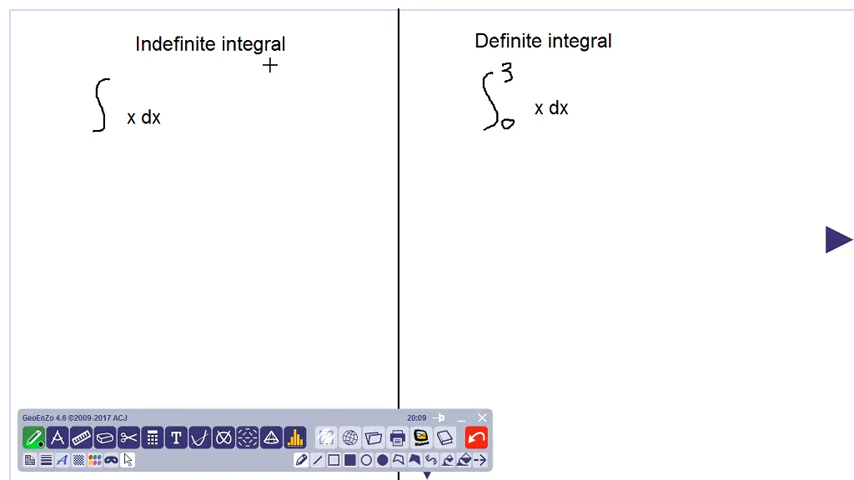 Indefinite integral
∫ x dx
Definite integral
∫₀³ x dx
GeoEnZo 4.6 ©2009-2017 ACJ
20:09